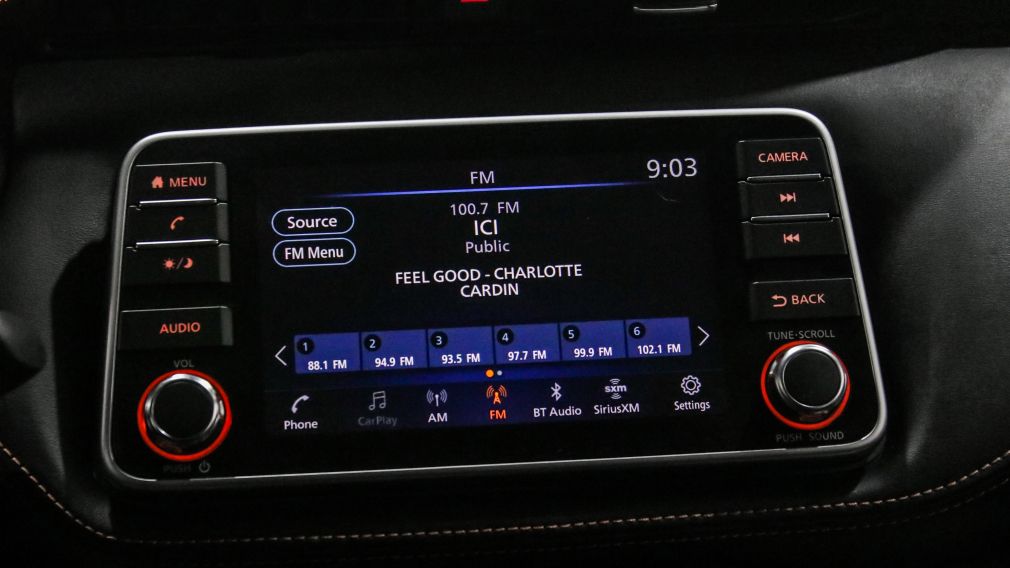 MENU
AUDIO
VOL
PUSH
FM
9:03
Source
FM Menu
100.7 FM
ICI
Public
FEEL GOOD - CHARLOTTE
CARDIN
1 88.1 FM
2 94.9 FM
3 93.5 FM
4 97.7 FM
5 99.9 FM
6 102.1 FM
Phone
CarPlay
AM
FM
BT Audio
sxm
SiriusXM
Settings
CAMERA
BACK
TUNE·SCROLL
PUSH SOUND